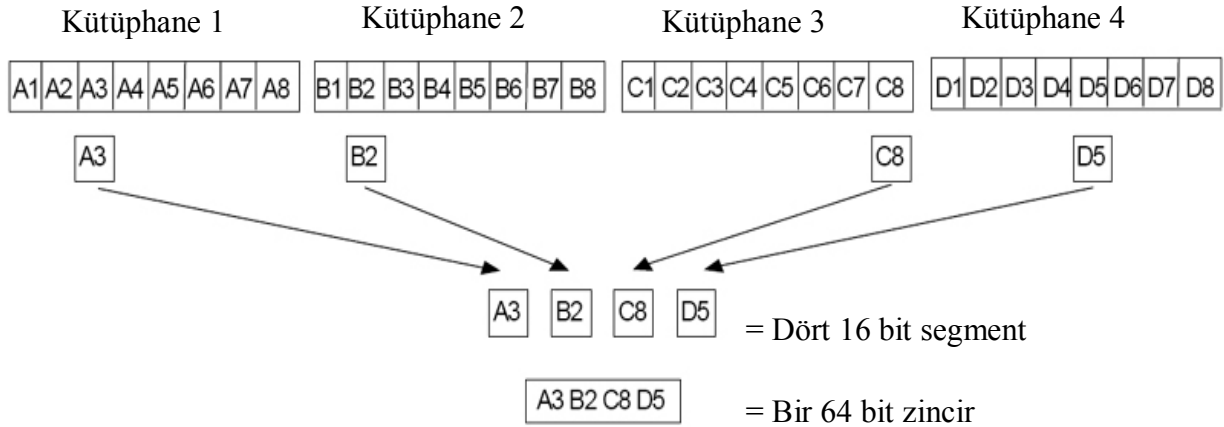 Kütüphane 1 Kütüphane 2 Kütüphane 3 Kütüphane 4
A1 A2 A3 A4 A5 A6 A7 A8 B1 B2 B3 B4 B5 B6 B7 B8 C1 C2 C3 C4 C5 C6 C7 C8 D1 D2 D3 D4 D5 D6 D7 D8
A3 B2 C8 D5
A3 B2 C8 D5 = Dört 16 bit segment
A3 B2 C8 D5 = Bir 64 bit zincir